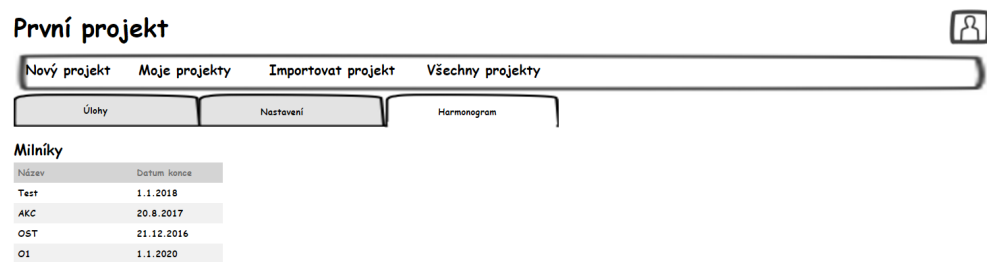 První projekt
Nový projekt Moje projekty Importovat projekt Všechny projekty
Úlohy Nastavení Harmonogram
Milníky
Název Datum konce
Test 1.1.2018
AKC 20.8.2017
OST 21.12.2016
O1 1.1.2020